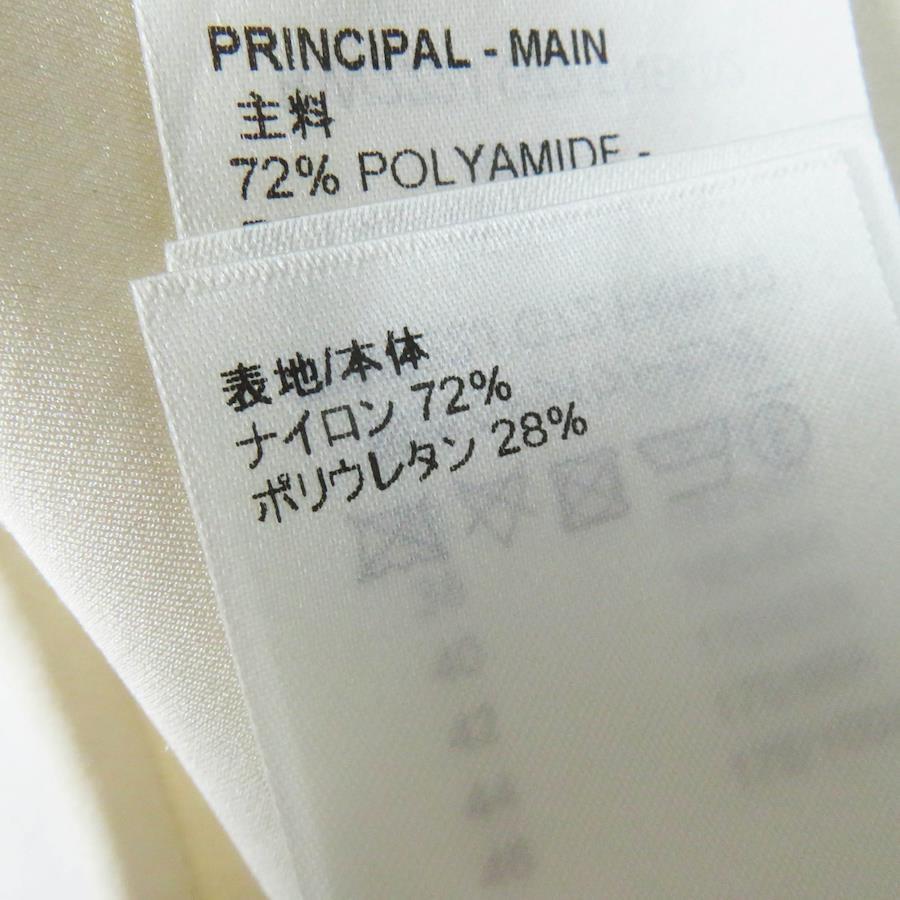 PRINCIPAL - MAIN
主料
72% POLYAMIDE -
表地/本体
ナイロン 72%
ポリウレタン 28%